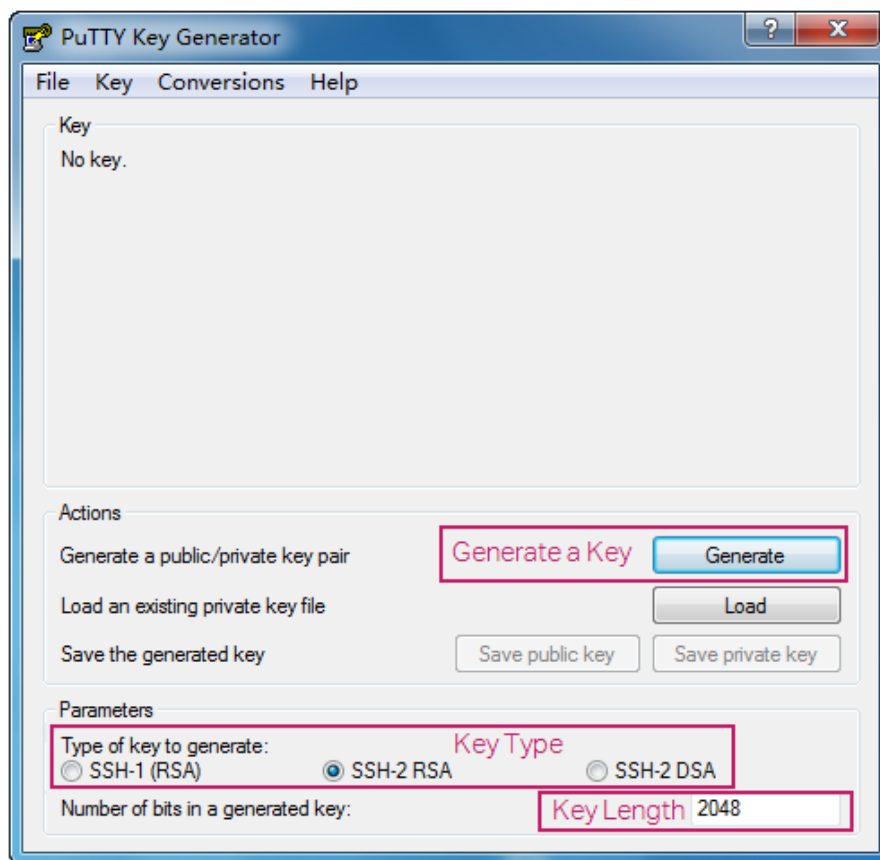 PuTTY Key Generator
?
File Key Conversions Help
Key
No key.
Actions
Generate a public/private key pair Generate a Key Generate
Load an existing private key file Load
Save the generated key Save public key Save private key
Parameters
Type of key to generate: Key Type
SSH-1 (RSA) SSH-2 RSA SSH-2 DSA
Number of bits in a generated key: Key Length 2048